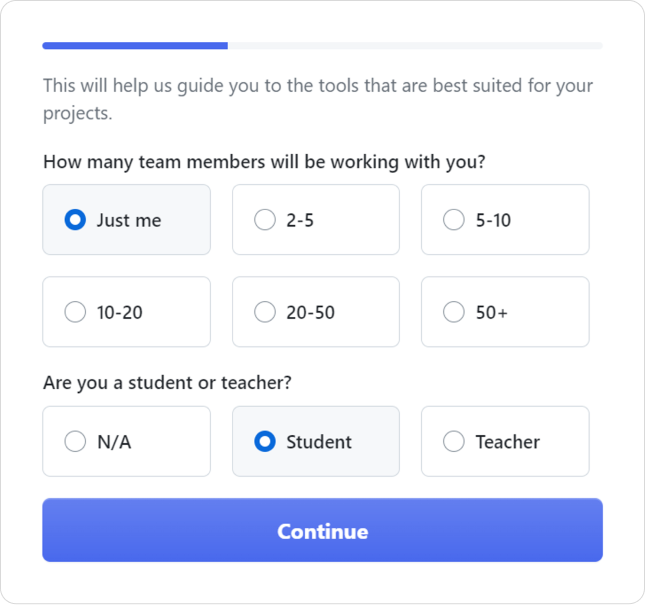 This will help us guide you to the tools that are best suited for your
projects.
How many team members will be working with you?
Just me
2-5
5-10
10-20
20-50
50+
Are you a student or teacher?
N/A
Student
Teacher
Continue